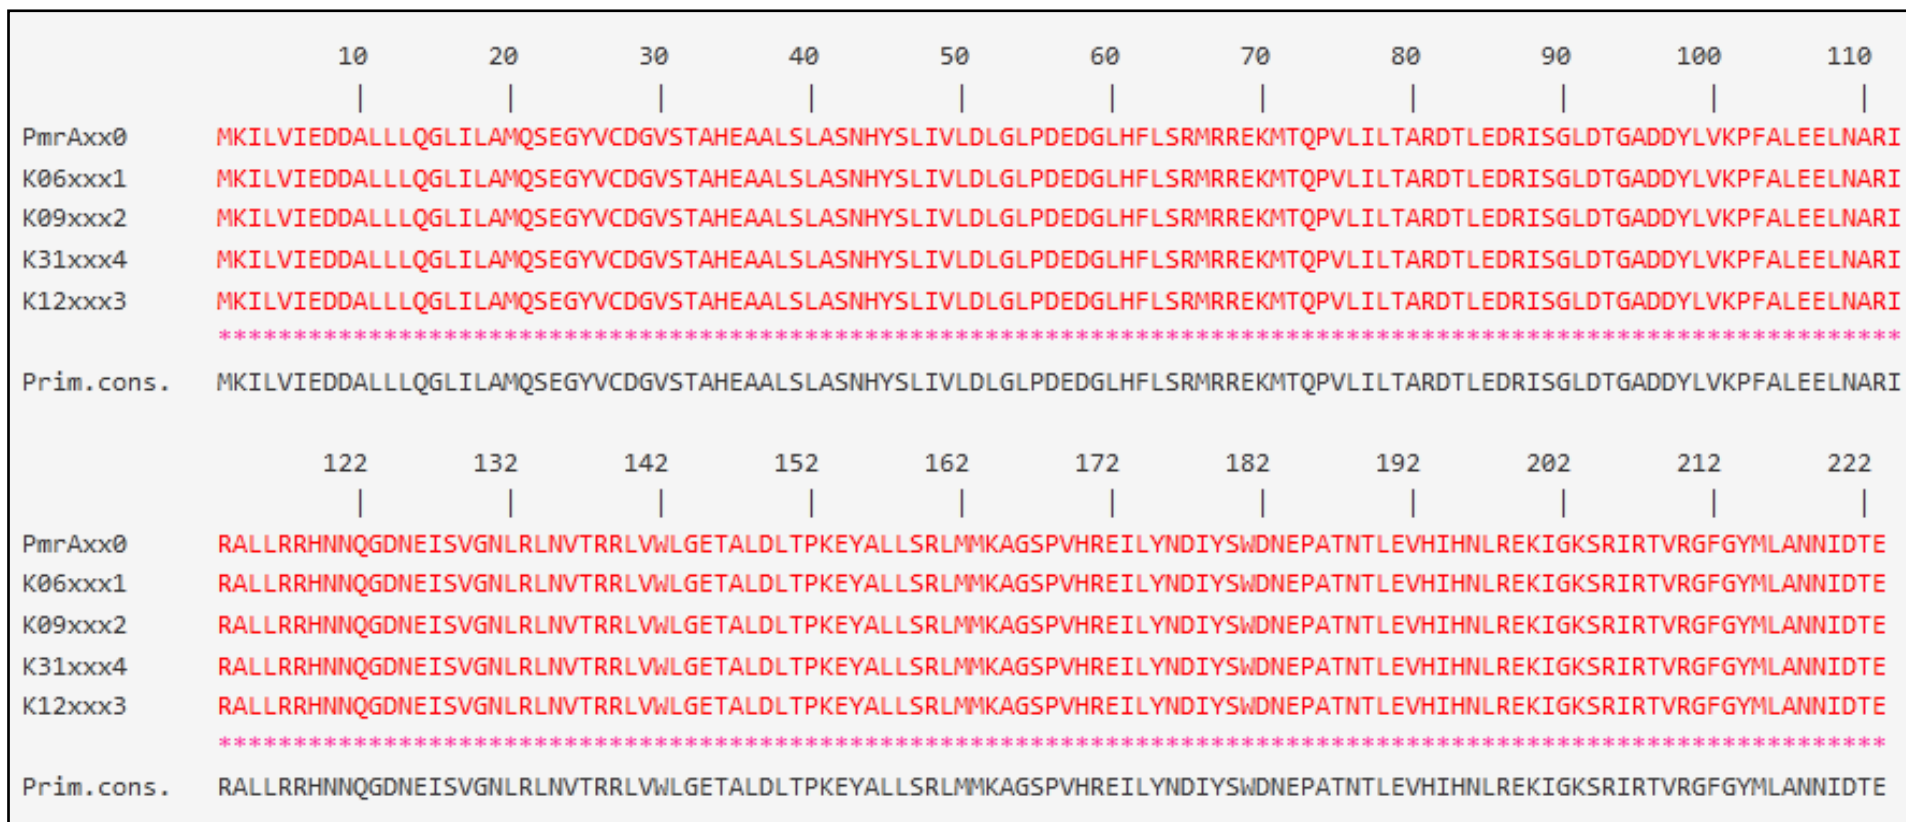 10 20 30 40 50 60 70 80 90 100 110
| | | | | | | | | | |
PmrAxx0 MKILVIEDDALLLQGLILAMQSEGYVCDGVSTAHEAALSLASNHYSLIVLDLGLPDEDGLHFLSRMRREKMTQPVLILTARDTLEDRISGLDTGADDYLVKPFALEELNARI
K06xxx1 MKILVIEDDALLLQGLILAMQSEGYVCDGVSTAHEAALSLASNHYSLIVLDLGLPDEDGLHFLSRMRREKMTQPVLILTARDTLEDRISGLDTGADDYLVKPFALEELNARI
K09xxx2 MKILVIEDDALLLQGLILAMQSEGYVCDGVSTAHEAALSLASNHYSLIVLDLGLPDEDGLHFLSRMRREKMTQPVLILTARDTLEDRISGLDTGADDYLVKPFALEELNARI
K31xxx4 MKILVIEDDALLLQGLILAMQSEGYVCDGVSTAHEAALSLASNHYSLIVLDLGLPDEDGLHFLSRMRREKMTQPVLILTARDTLEDRISGLDTGADDYLVKPFALEELNARI
K12xxx3 MKILVIEDDALLLQGLILAMQSEGYVCDGVSTAHEAALSLASNHYSLIVLDLGLPDEDGLHFLSRMRREKMTQPVLILTARDTLEDRISGLDTGADDYLVKPFALEELNARI
****************************************************************************************************************
Prim.cons. MKILVIEDDALLLQGLILAMQSEGYVCDGVSTAHEAALSLASNHYSLIVLDLGLPDEDGLHFLSRMRREKMTQPVLILTARDTLEDRISGLDTGADDYLVKPFALEELNARI
122 132 142 152 162 172 182 192 202 212 222
| | | | | | | | | | |
PmrAxx0 RALLRRHNNQGDNEISVGNLRLNVTRRLVWLGETALDLTPKEYALLSRLMMKAGSPVHREILYNDIYSWDNEPATNTLEVHIHNLREKIGKSRIRTVRGFGYMLANNIDTE
K06xxx1 RALLRRHNNQGDNEISVGNLRLNVTRRLVWLGETALDLTPKEYALLSRLMMKAGSPVHREILYNDIYSWDNEPATNTLEVHIHNLREKIGKSRIRTVRGFGYMLANNIDTE
K09xxx2 RALLRRHNNQGDNEISVGNLRLNVTRRLVWLGETALDLTPKEYALLSRLMMKAGSPVHREILYNDIYSWDNEPATNTLEVHIHNLREKIGKSRIRTVRGFGYMLANNIDTE
K31xxx4 RALLRRHNNQGDNEISVGNLRLNVTRRLVWLGETALDLTPKEYALLSRLMMKAGSPVHREILYNDIYSWDNEPATNTLEVHIHNLREKIGKSRIRTVRGFGYMLANNIDTE
K12xxx3 RALLRRHNNQGDNEISVGNLRLNVTRRLVWLGETALDLTPKEYALLSRLMMKAGSPVHREILYNDIYSWDNEPATNTLEVHIHNLREKIGKSRIRTVRGFGYMLANNIDTE
***************************************************************************************************************
Prim.cons. RALLRRHNNQGDNEISVGNLRLNVTRRLVWLGETALDLTPKEYALLSRLMMKAGSPVHREILYNDIYSWDNEPATNTLEVHIHNLREKIGKSRIRTVRGFGYMLANNIDTE